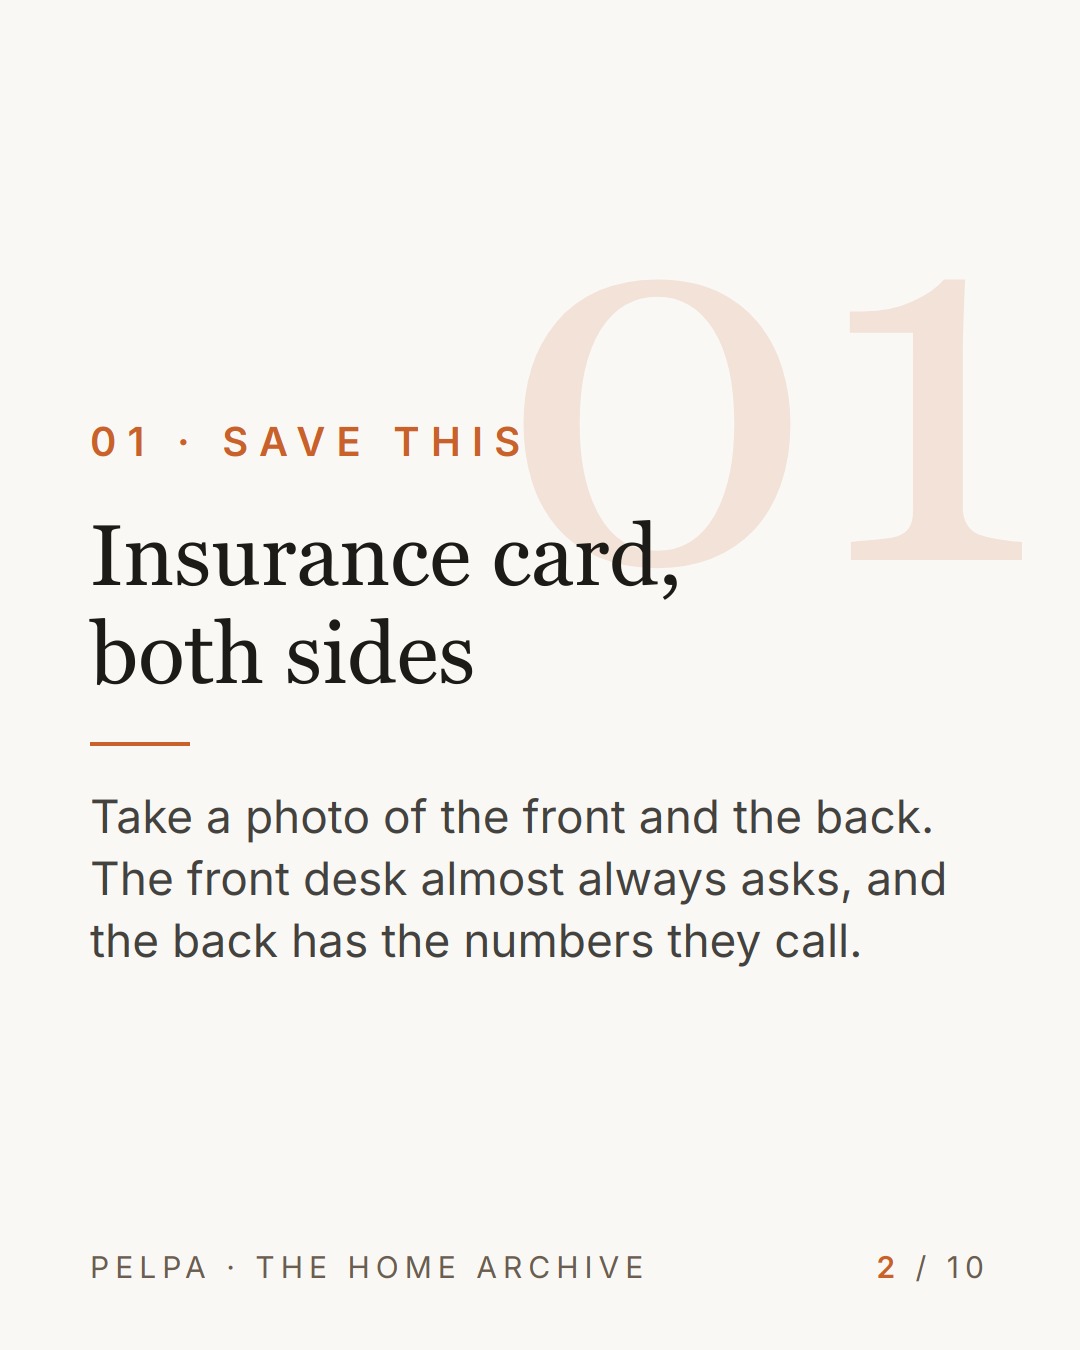 01
01 · SAVE THIS
Insurance card,
both sides
Take a photo of the front and the back.
The front desk almost always asks, and
the back has the numbers they call.
PELPA · THE HOME ARCHIVE
2 / 10